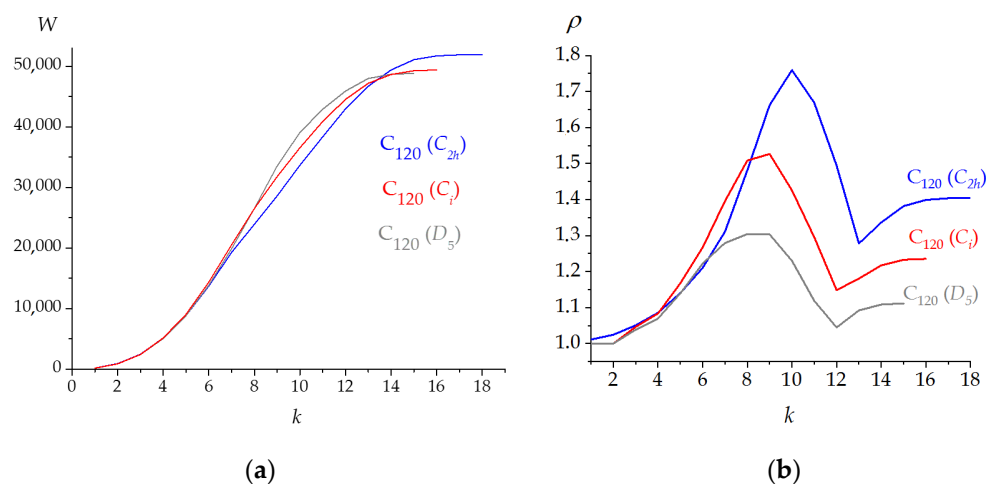 W
50,000
40,000
30,000
20,000
10,000
0
0 2 4 6 8 10 12 14 16 18
k
C120 (C2h)
C120 (Ci)
C120 (D5)
(a)
ρ
1.8
1.7
1.6
1.5
1.4
1.3
1.2
1.1
1.0
2 4 6 8 10 12 14 16 18
k
C120 (C2h)
C120 (Ci)
C120 (D5)
(b)